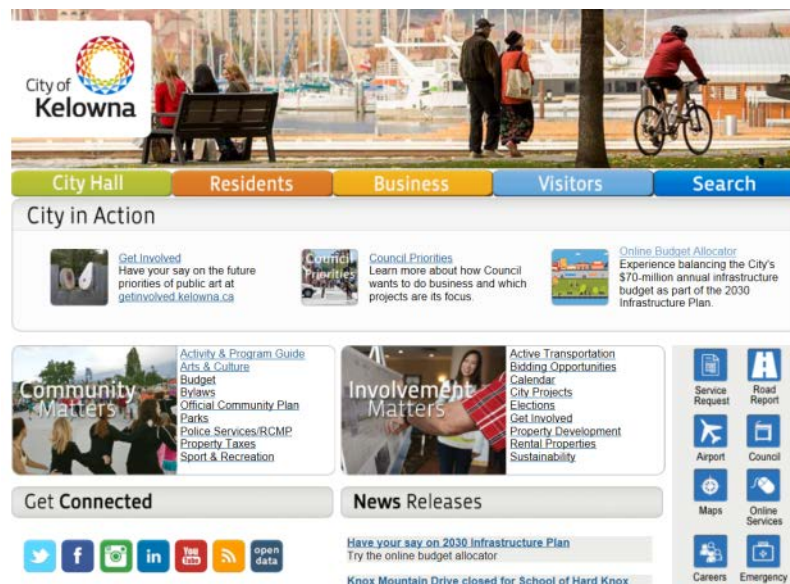 City of
Kelowna
City Hall
Residents
Business
Visitors
Search
City in Action
Get Involved
Have your say on the future
priorities of public art at
getinvolved.kelowna.ca
Council
Priorities
Council Priorities
Learn more about how Council
wants to do business and which
projects are its focus.
Online Budget Allocator
Experience balancing the City's
$70-million annual infrastructure
budget as part of the 2030
Infrastructure Plan.
Community
Matters
Activity & Program Guide
Arts & Culture
Budget
Bylaws
Official Community Plan
Parks
Police Services/RCMP
Property Taxes
Sport & Recreation
Involvement
Matters
Active Transportation
Bidding Opportunities
Calendar
City Projects
Elections
Get Involved
Property Development
Rental Properties
Sustainability
Service
Request
Road
Report
Airport
Council
Maps
Online
Services
Careers
Emergency
Get Connected
f
in
You
Tube
open
data
News Releases
Have your say on 2030 Infrastructure Plan
Try the online budget allocator
Knox Mountain Drive closed for School of Hard Knox